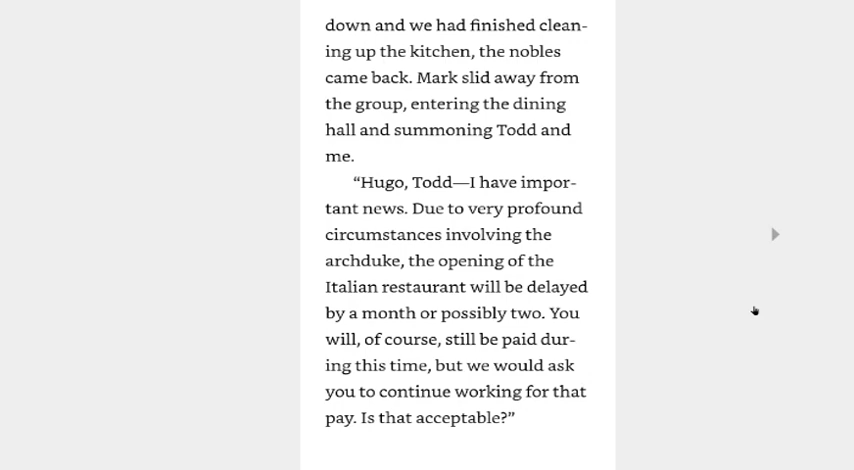 down and we had finished clean-
ing up the kitchen, the nobles
came back. Mark slid away from
the group, entering the dining
hall and summoning Todd and
me.
“Hugo, Todd—I have impor-
tant news. Due to very profound
circumstances involving the
archduke, the opening of the
Italian restaurant will be delayed
by a month or possibly two. You
will, of course, still be paid dur-
ing this time, but we would ask
you to continue working for that
pay. Is that acceptable?”